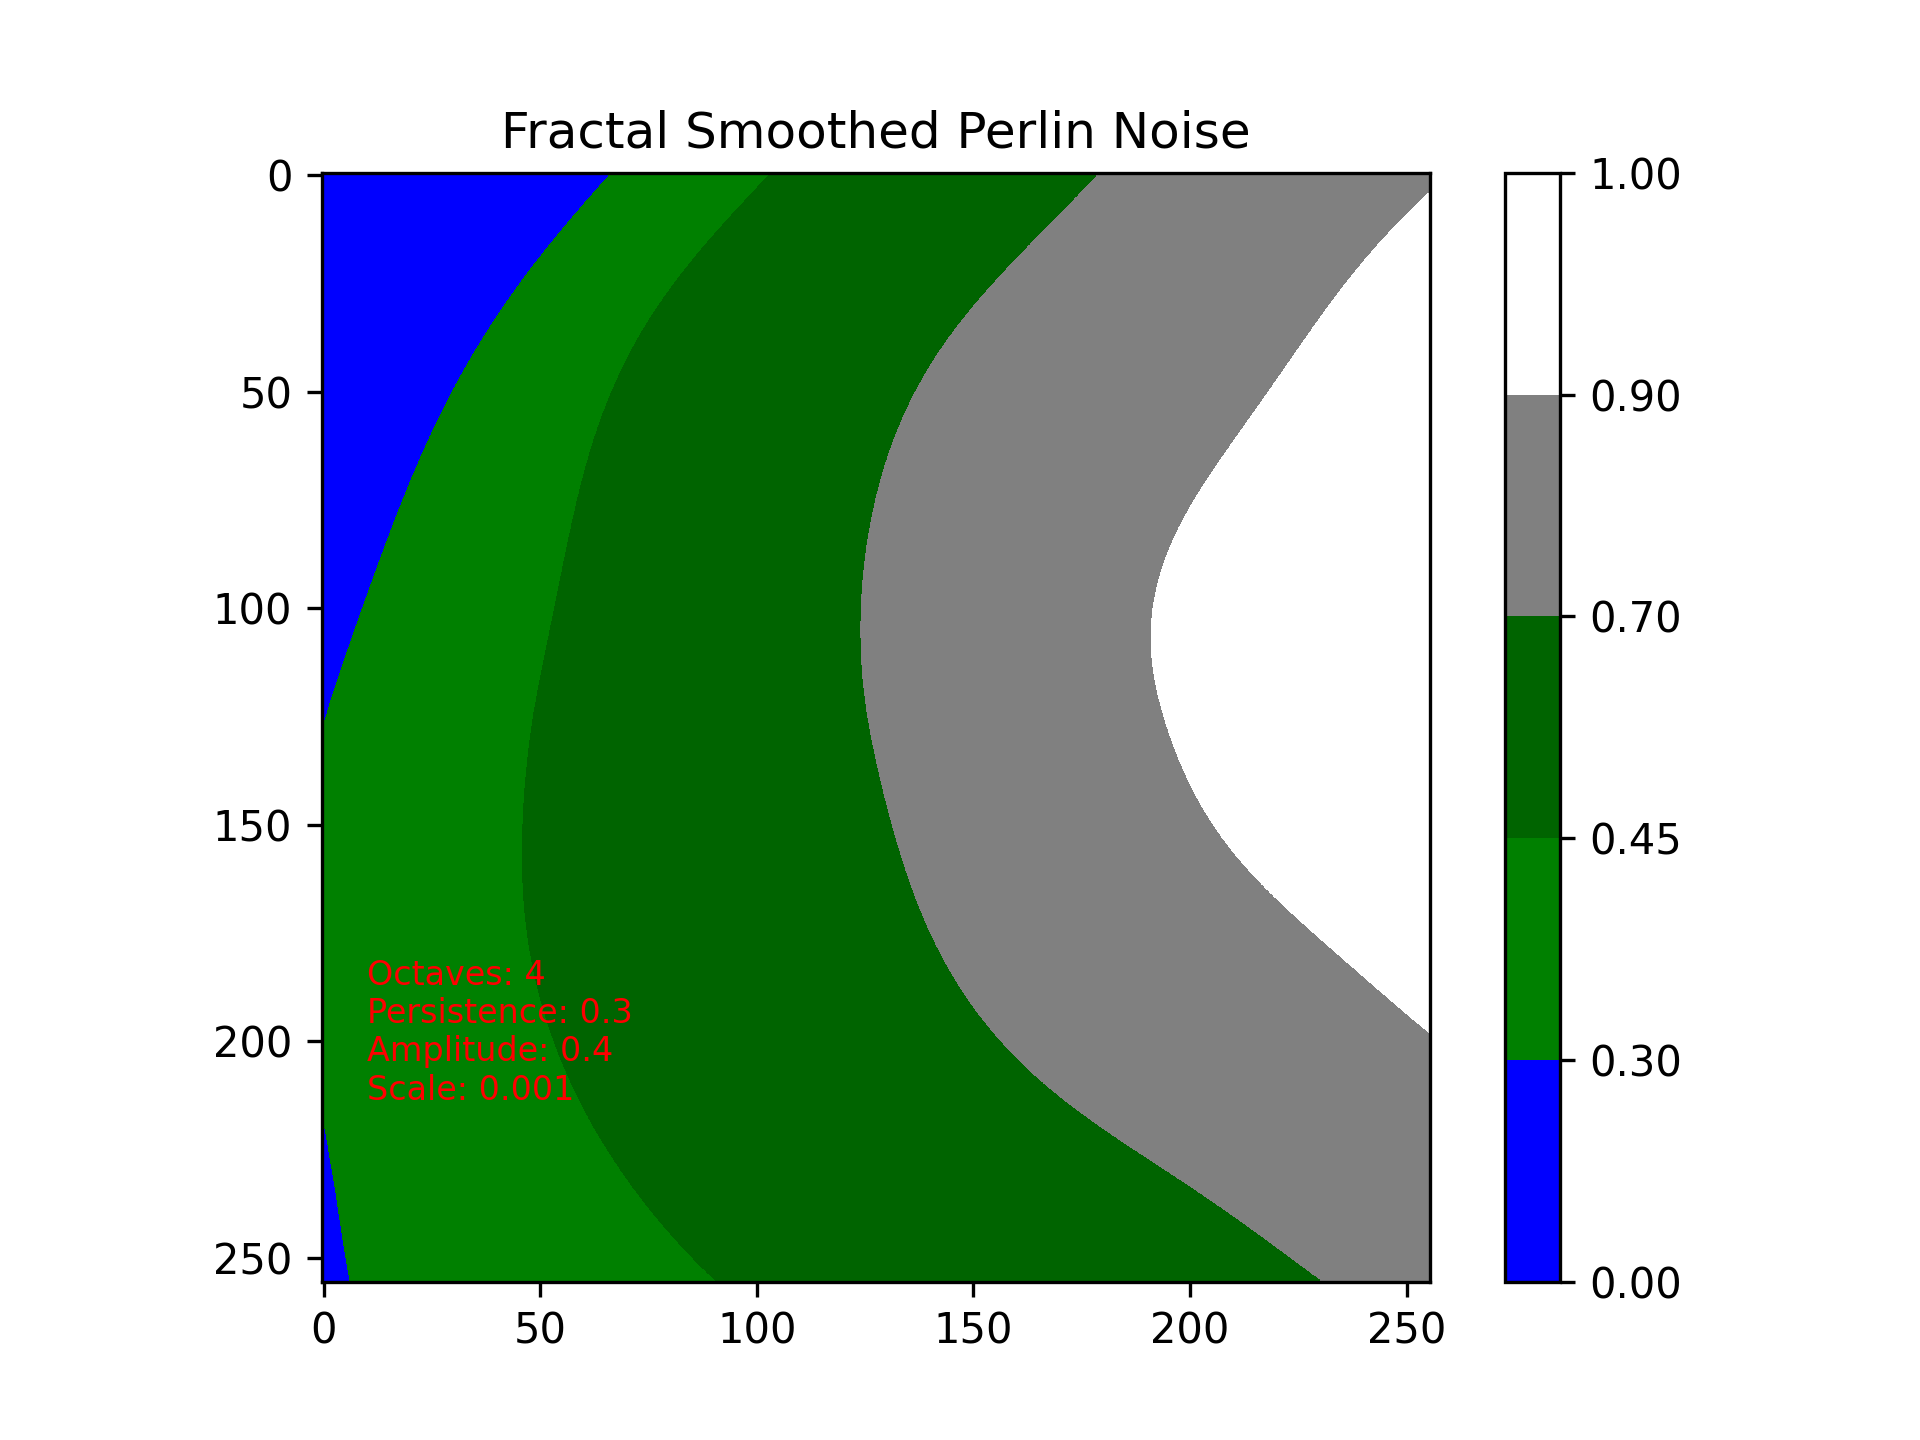 Fractal Smoothed Perlin Noise
0
50
100
150
200
250
Octaves: 4
Persistence: 0.3
Amplitude: 0.4
Scale: 0.001
0 50 100 150 200 250
1.00
0.90
0.70
0.45
0.30
0.00